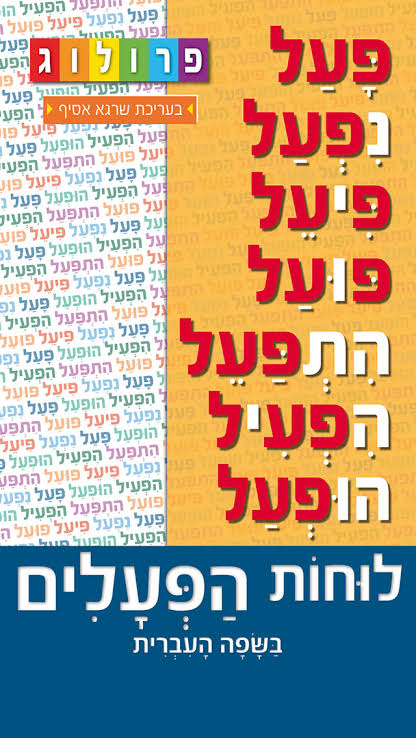 פרולוג
בעריכת שרגא אסיף
פָּעַל
נִפְעַל
פִּיעֵל
פּוּעַל
הִתְפַּעֵל
הִפְעִיל
הוּפְעַל
לוּחוֹת הַפְּעָלִים
בַּשָּׂפָה הָעִבְרִית